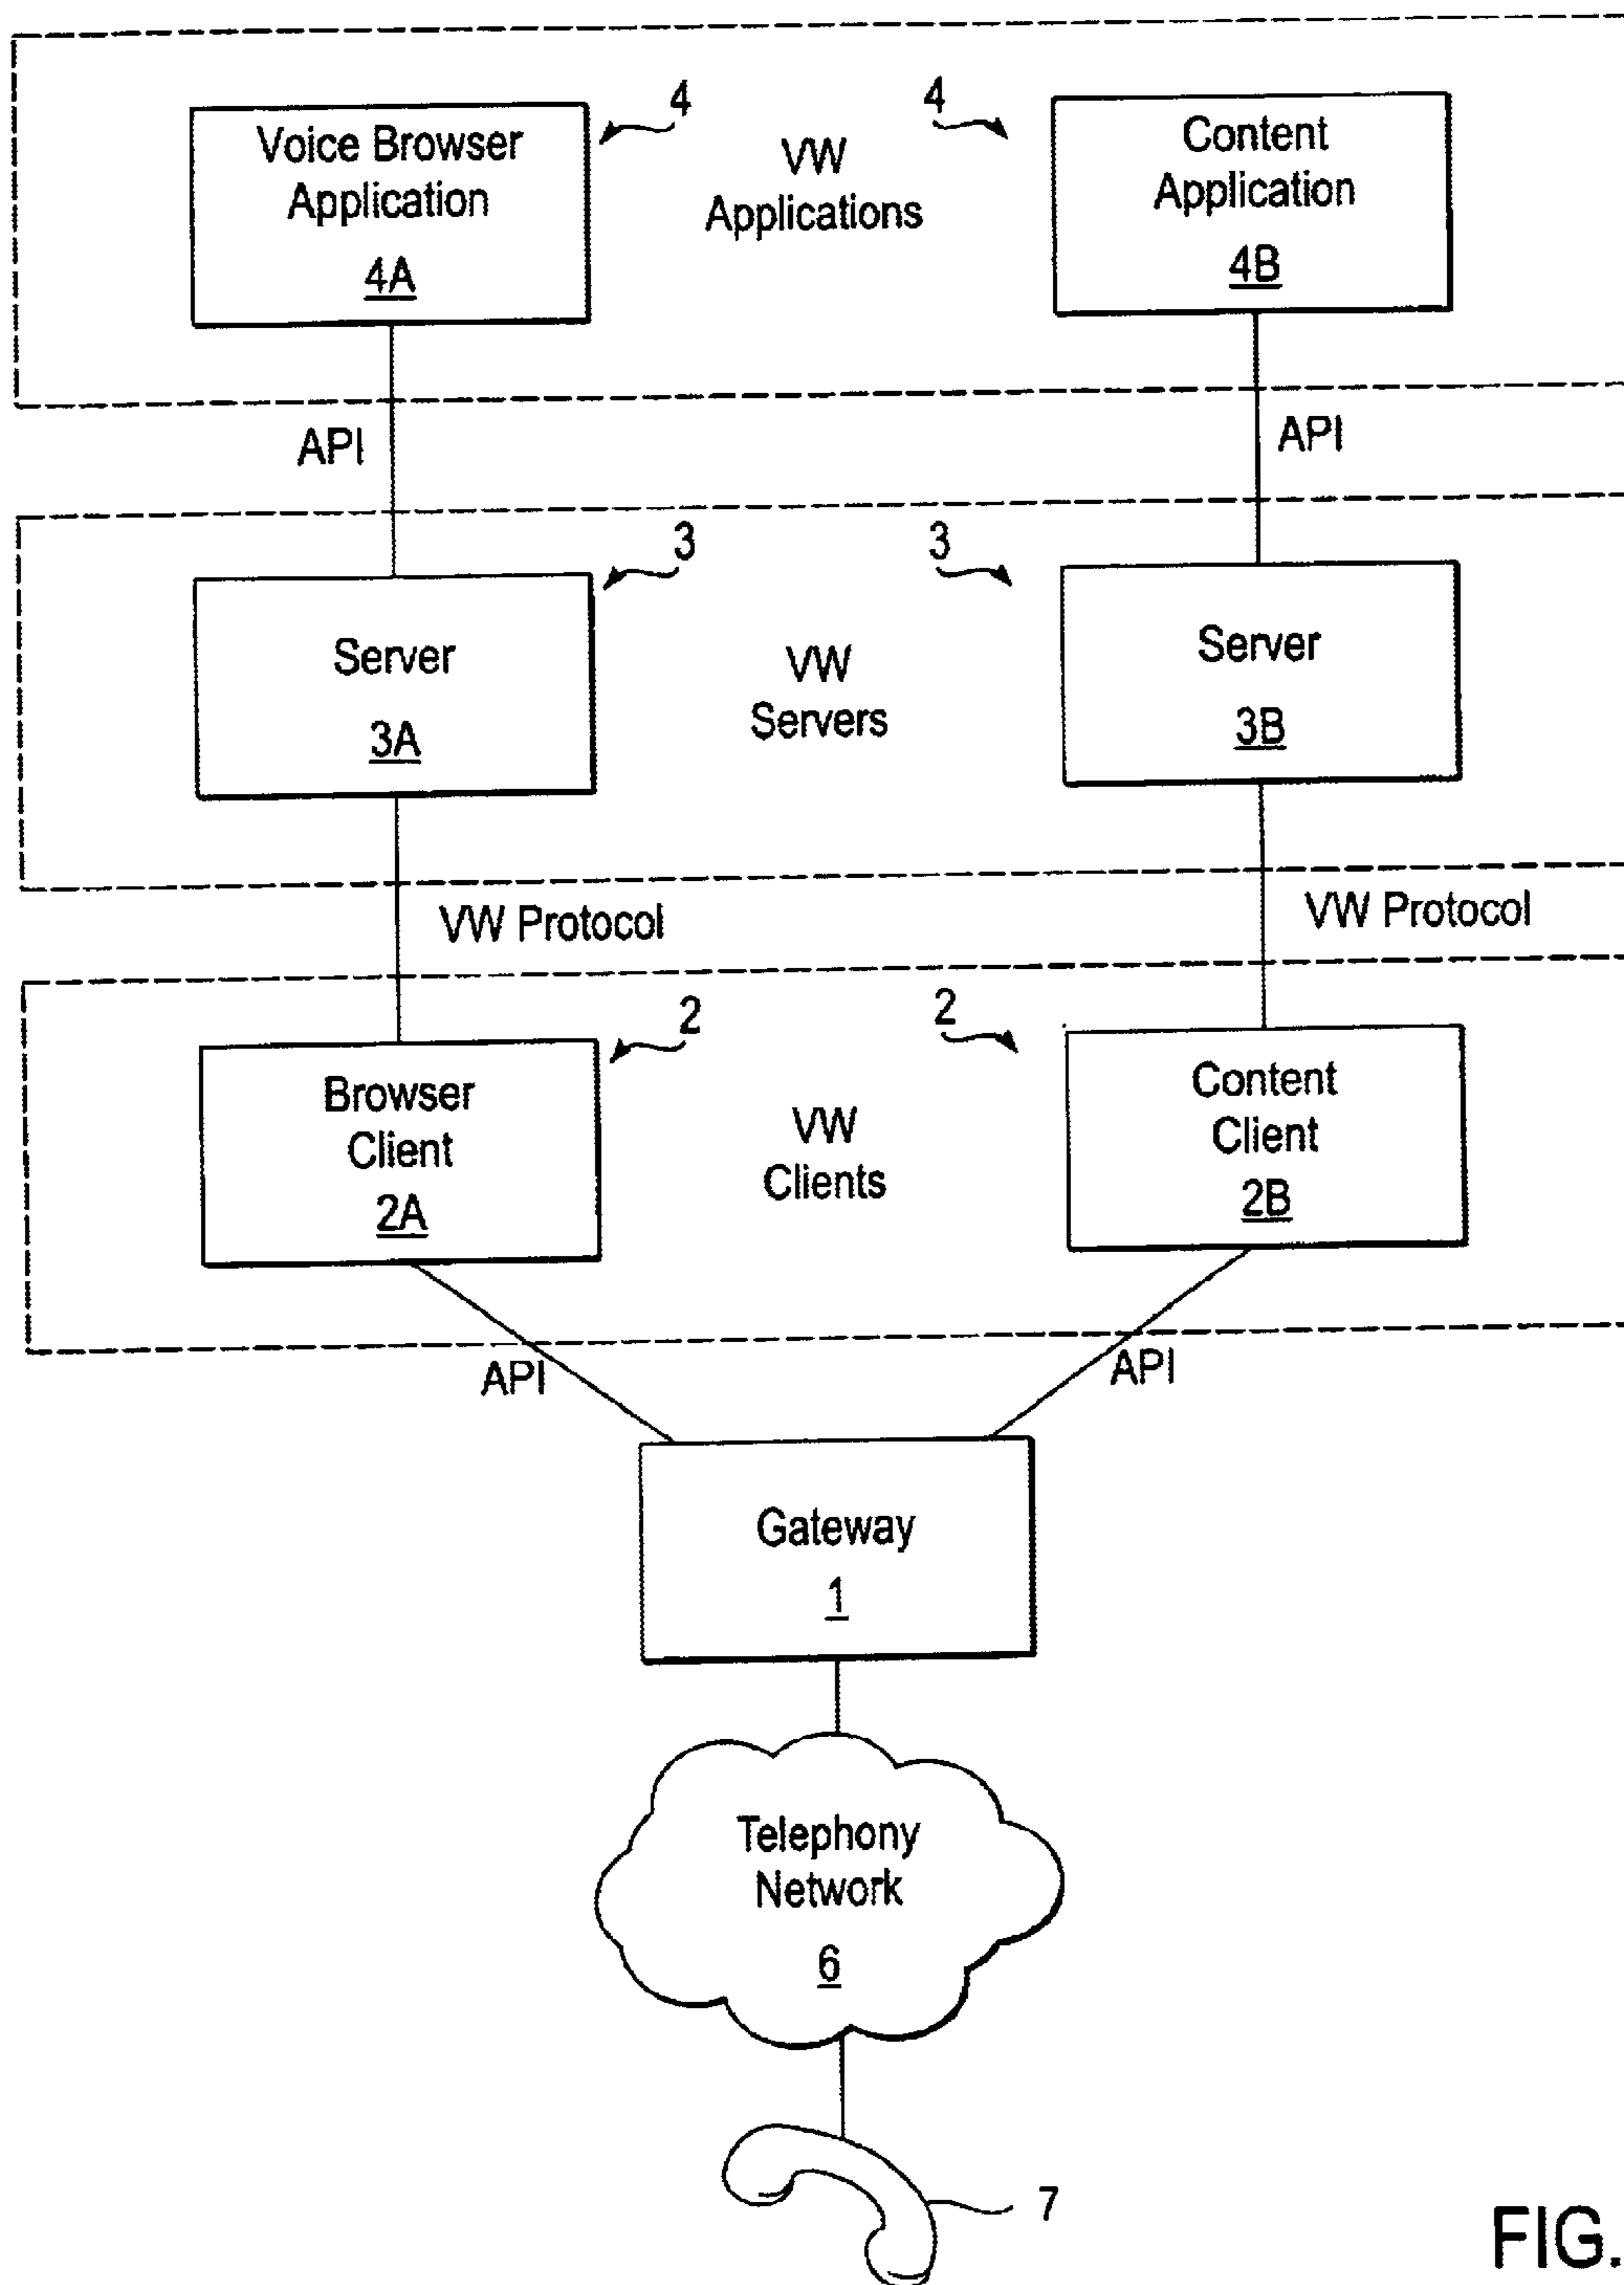 4
4
Voice Browser
Application
4A
VW
Applications
Content
Application
4B
API
API
3
3
Server
3A
VW
Servers
Server
3B
VW Protocol
VW Protocol
2
2
Browser
Client
2A
VW
Clients
Content
Client
2B
API
API
Gateway
1
Telephony
Network
6
7
FIG.